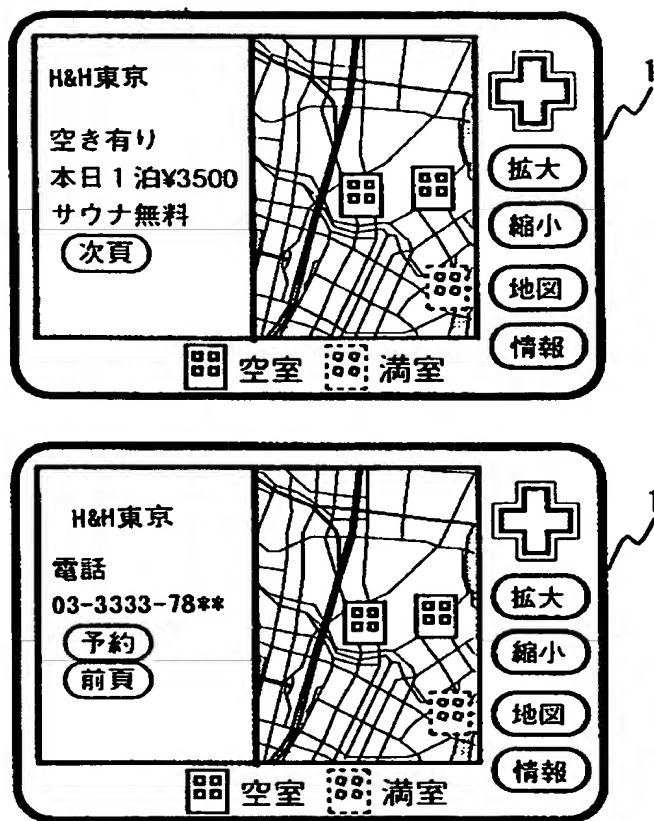 H&H東京
空き有り
本日1泊¥3500
サウナ無料
次頁
拡大
縮小
地図
情報
空室 満室
1
H&H東京
電話
03-3333-78**
予約
前頁
拡大
縮小
地図
情報
空室 満室
1